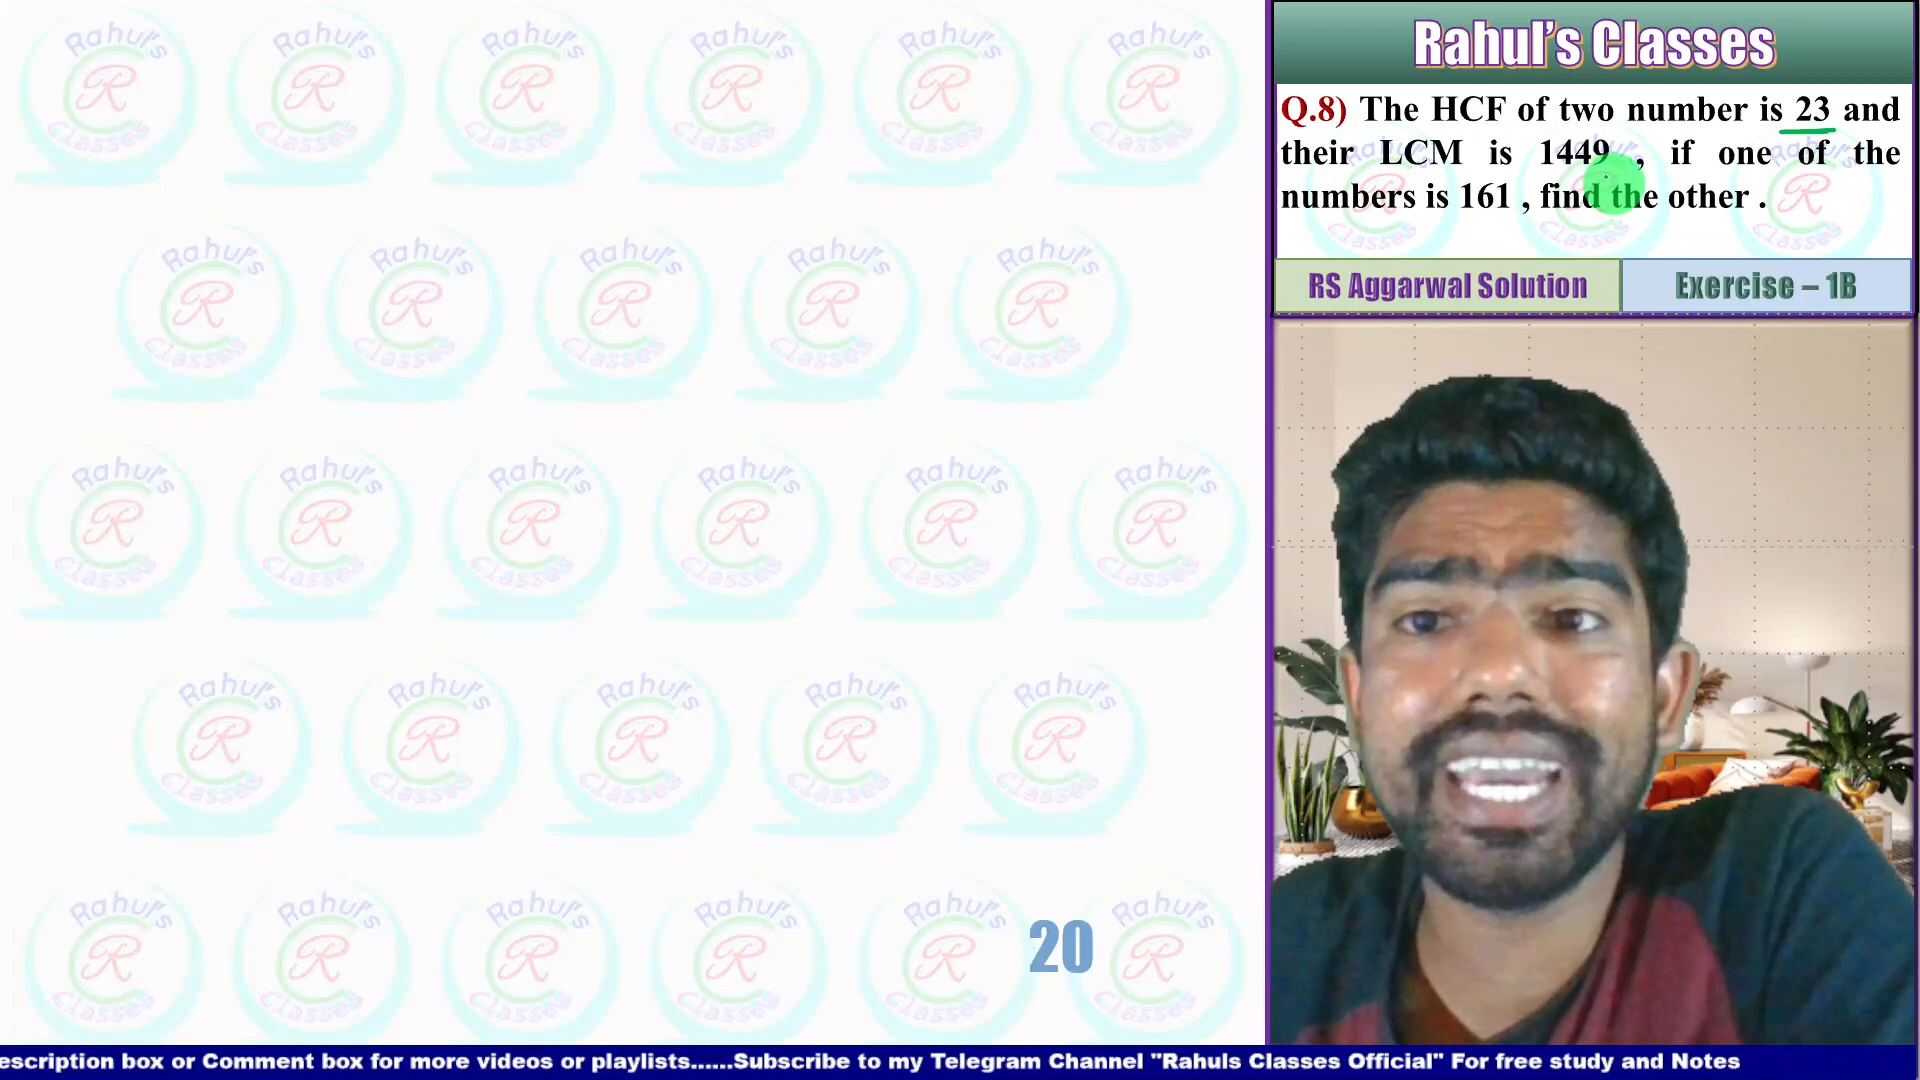 Rahul's Classes
Q.8) The HCF of two number is 23 and
their LCM is 1449 , if one of the
numbers is 161 , find the other .
RS Aggarwal Solution
Exercise – 1B
20
escription box or Comment box for more videos or playlists......Subscribe to my Telegram Channel "Rahuls Classes Official" For free study and Notes